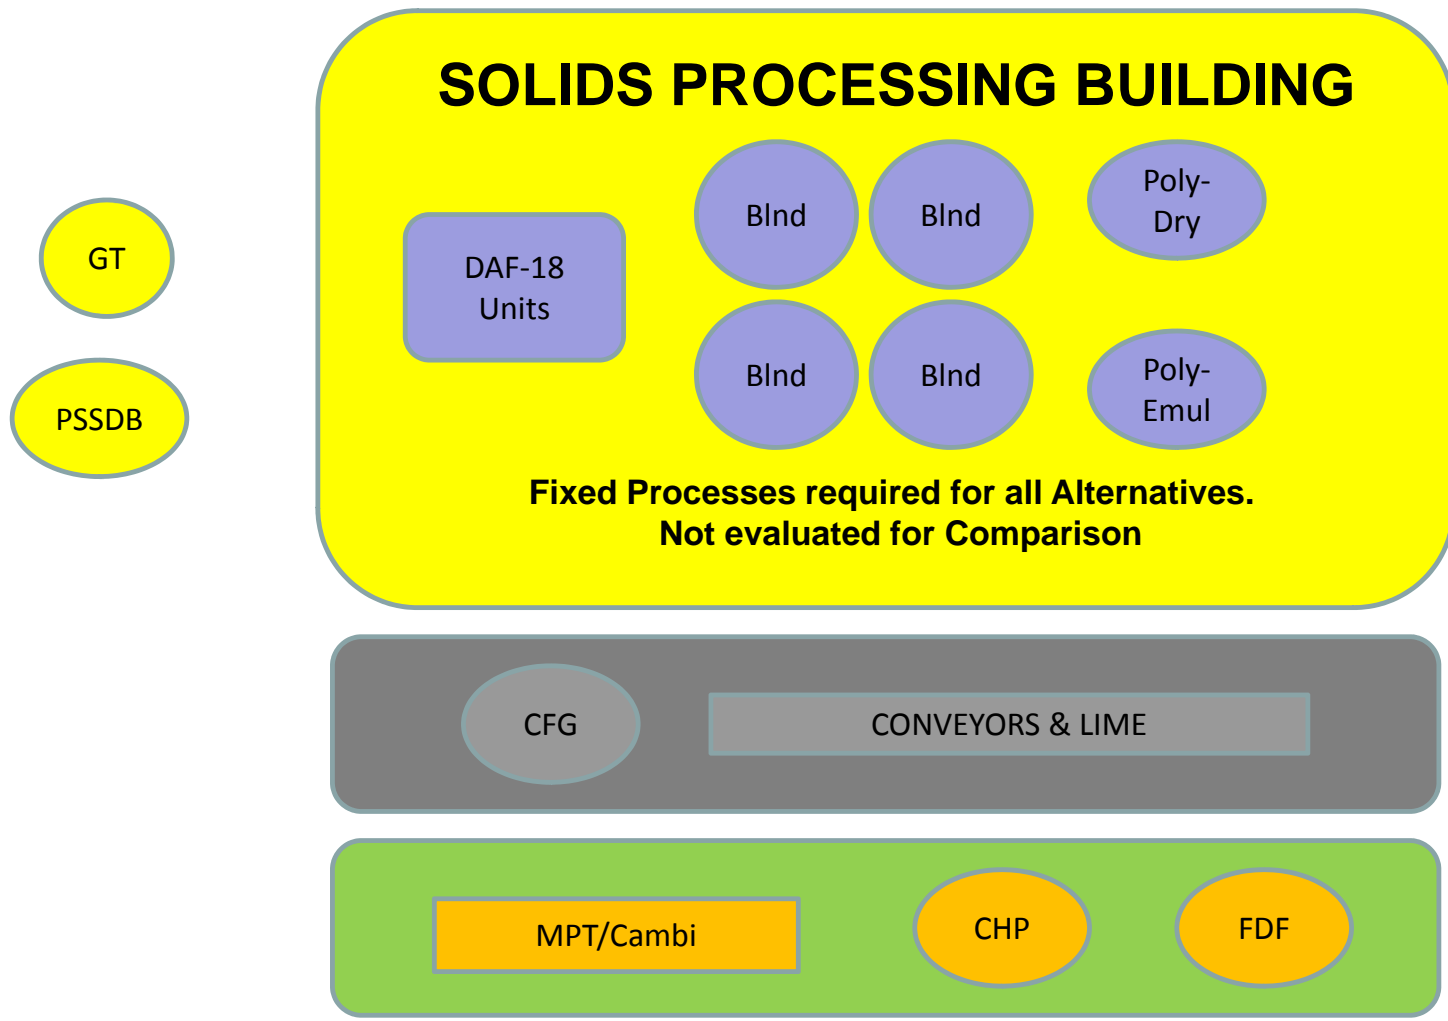 SOLIDS PROCESSING BUILDING
GT
PSSDB
DAF-18
Units
Blnd
Blnd
Blnd
Blnd
Poly-
Dry
Poly-
Emul
Fixed Processes required for all Alternatives.
Not evaluated for Comparison
CFG
CONVEYORS & LIME
MPT/Cambi
CHP
FDF